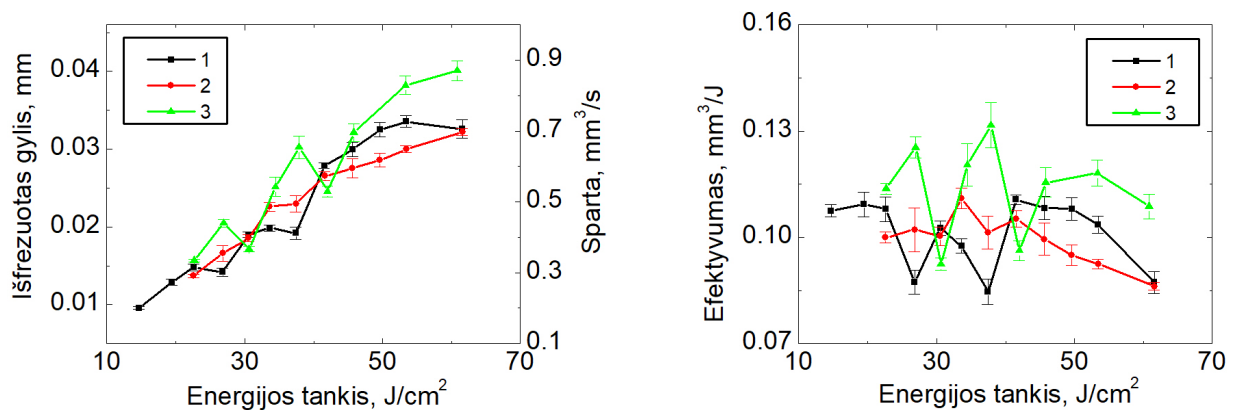 Išfrezuotas gylis, mm
0.04
0.03
0.02
0.01
1
2
3
0.9
0.7
0.5
0.3
0.1
Sparta, mm³/s
10 30 50 70
Energijos tankis, J/cm²
Efektyvumas, mm³/J
0.16
0.13
0.10
0.07
1
2
3
10 30 50 70
Energijos tankis, J/cm²